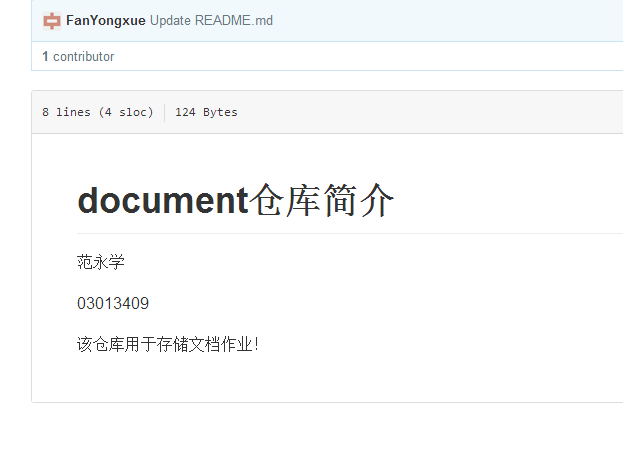 FanYongxue Update README.md
1 contributor
8 lines (4 sloc) 124 Bytes
document仓库简介
范永学
03013409
该仓库用于存储文档作业！